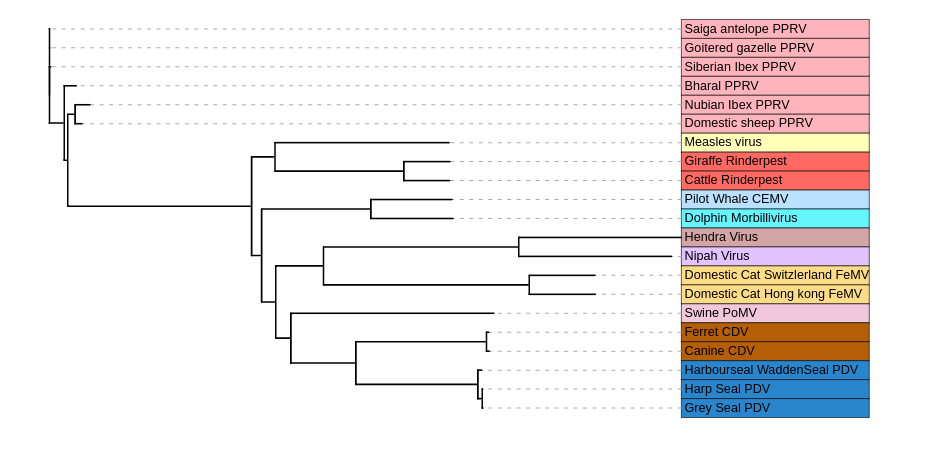 Saiga antelope PPRV
Goitered gazelle PPRV
Siberian Ibex PPRV
Bharal PPRV
Nubian Ibex PPRV
Domestic sheep PPRV
Measles virus
Giraffe Rinderpest
Cattle Rinderpest
Pilot Whale CEMV
Dolphin Morbillivirus
Hendra Virus
Nipah Virus
Domestic Cat Switzlerland FeMV
Domestic Cat Hong kong FeMV
Swine PoMV
Ferret CDV
Canine CDV
Harbourseal WaddenSeal PDV
Harp Seal PDV
Grey Seal PDV